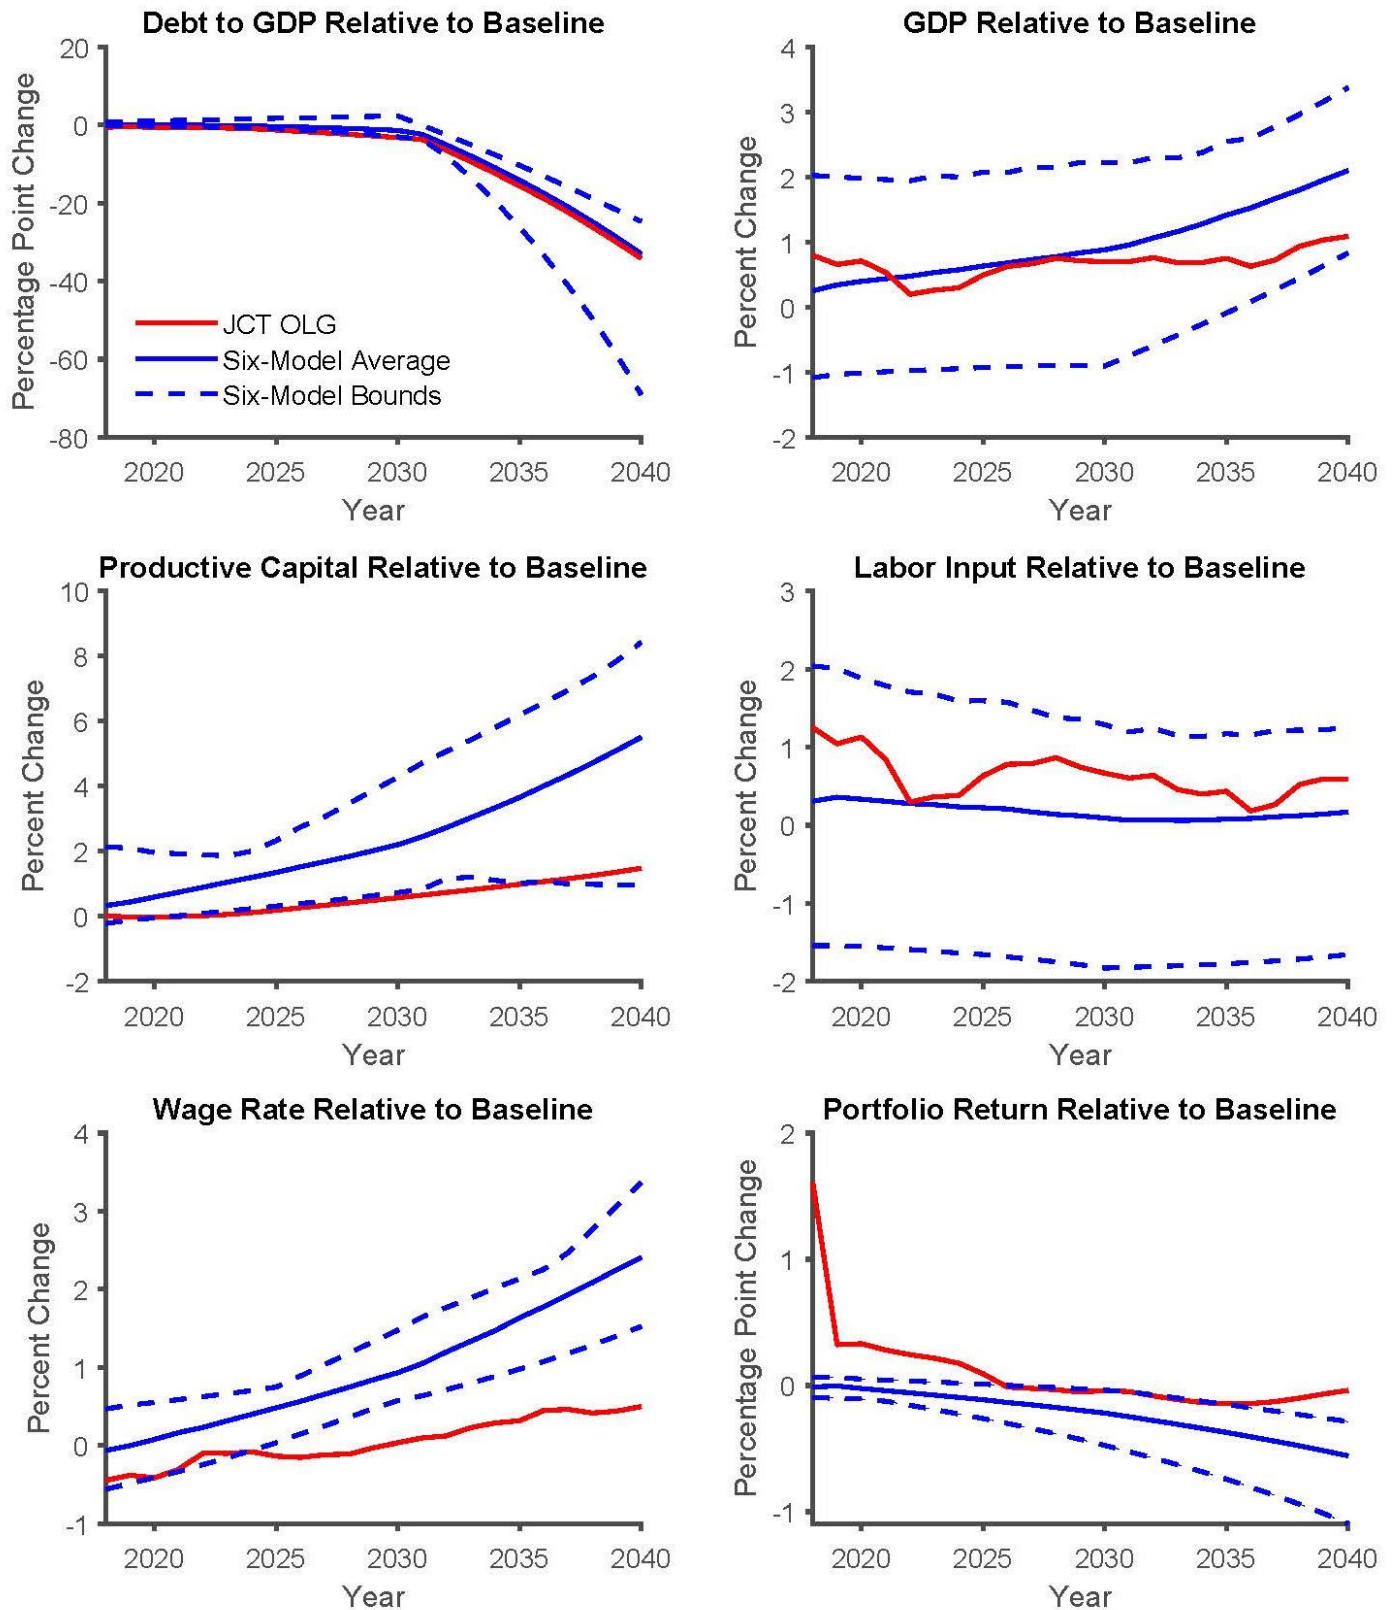 Debt to GDP Relative to Baseline
Percentage Point Change
20
0
-20
-40
-60
-80
JCT OLG
Six-Model Average
Six-Model Bounds
2020 2025 2030 2035 2040
Year
GDP Relative to Baseline
Percent Change
4
3
2
1
0
-1
-2
2020 2025 2030 2035 2040
Year
Productive Capital Relative to Baseline
Percent Change
10
8
6
4
2
0
-2
2020 2025 2030 2035 2040
Year
Labor Input Relative to Baseline
Percent Change
3
2
1
0
-1
-2
2020 2025 2030 2035 2040
Year
Wage Rate Relative to Baseline
Percent Change
4
3
2
1
0
-1
2020 2025 2030 2035 2040
Year
Portfolio Return Relative to Baseline
Percentage Point Change
2
1
0
-1
2020 2025 2030 2035 2040
Year